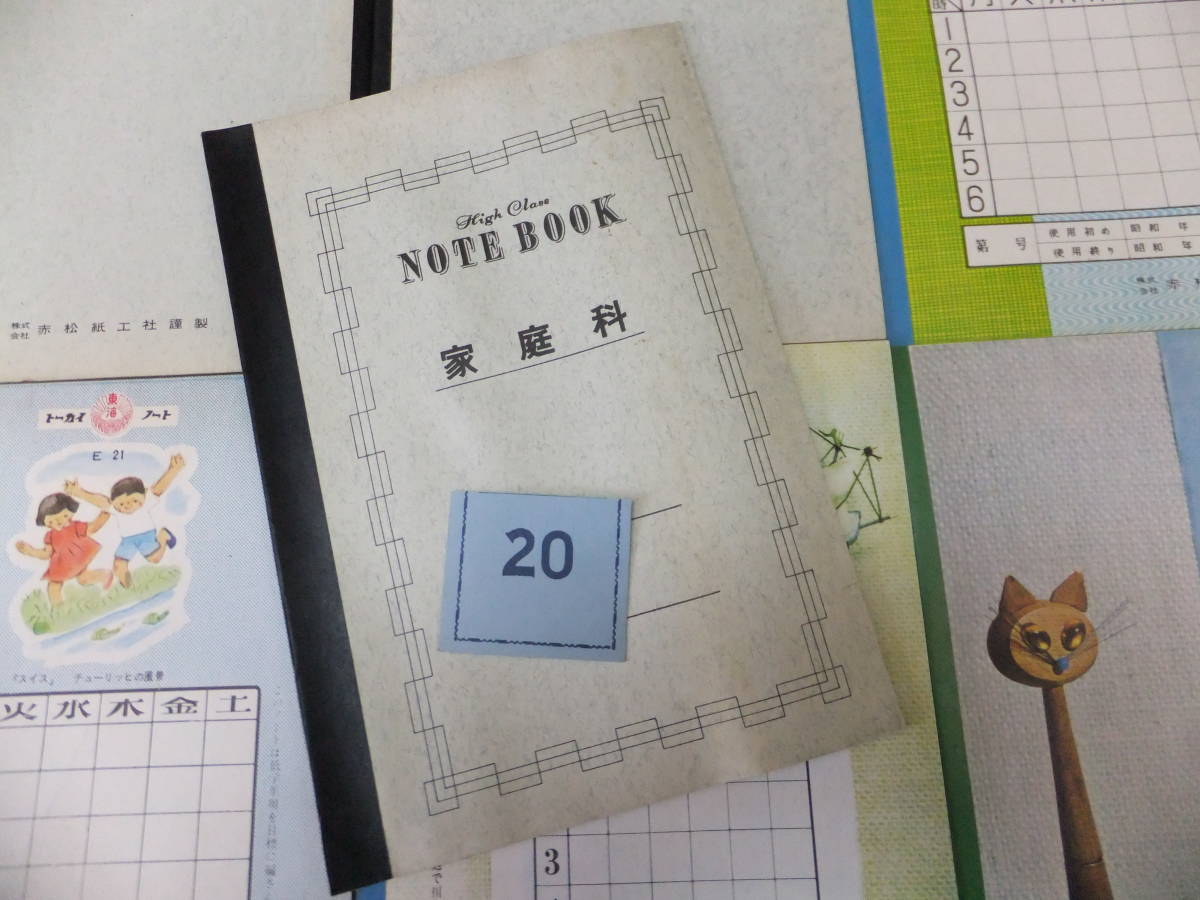 High Class
NOTE BOOK
家庭科
20
株式会社 赤松紙工社謹製
トーカイ 東海 ノート
E 21
『スイス』 チューリッヒの風景
火 水 木 金 土
1
2
3
4
5
6
第 号
使用初め 昭和 年
使用終り 昭和 年
株式会社 赤
3